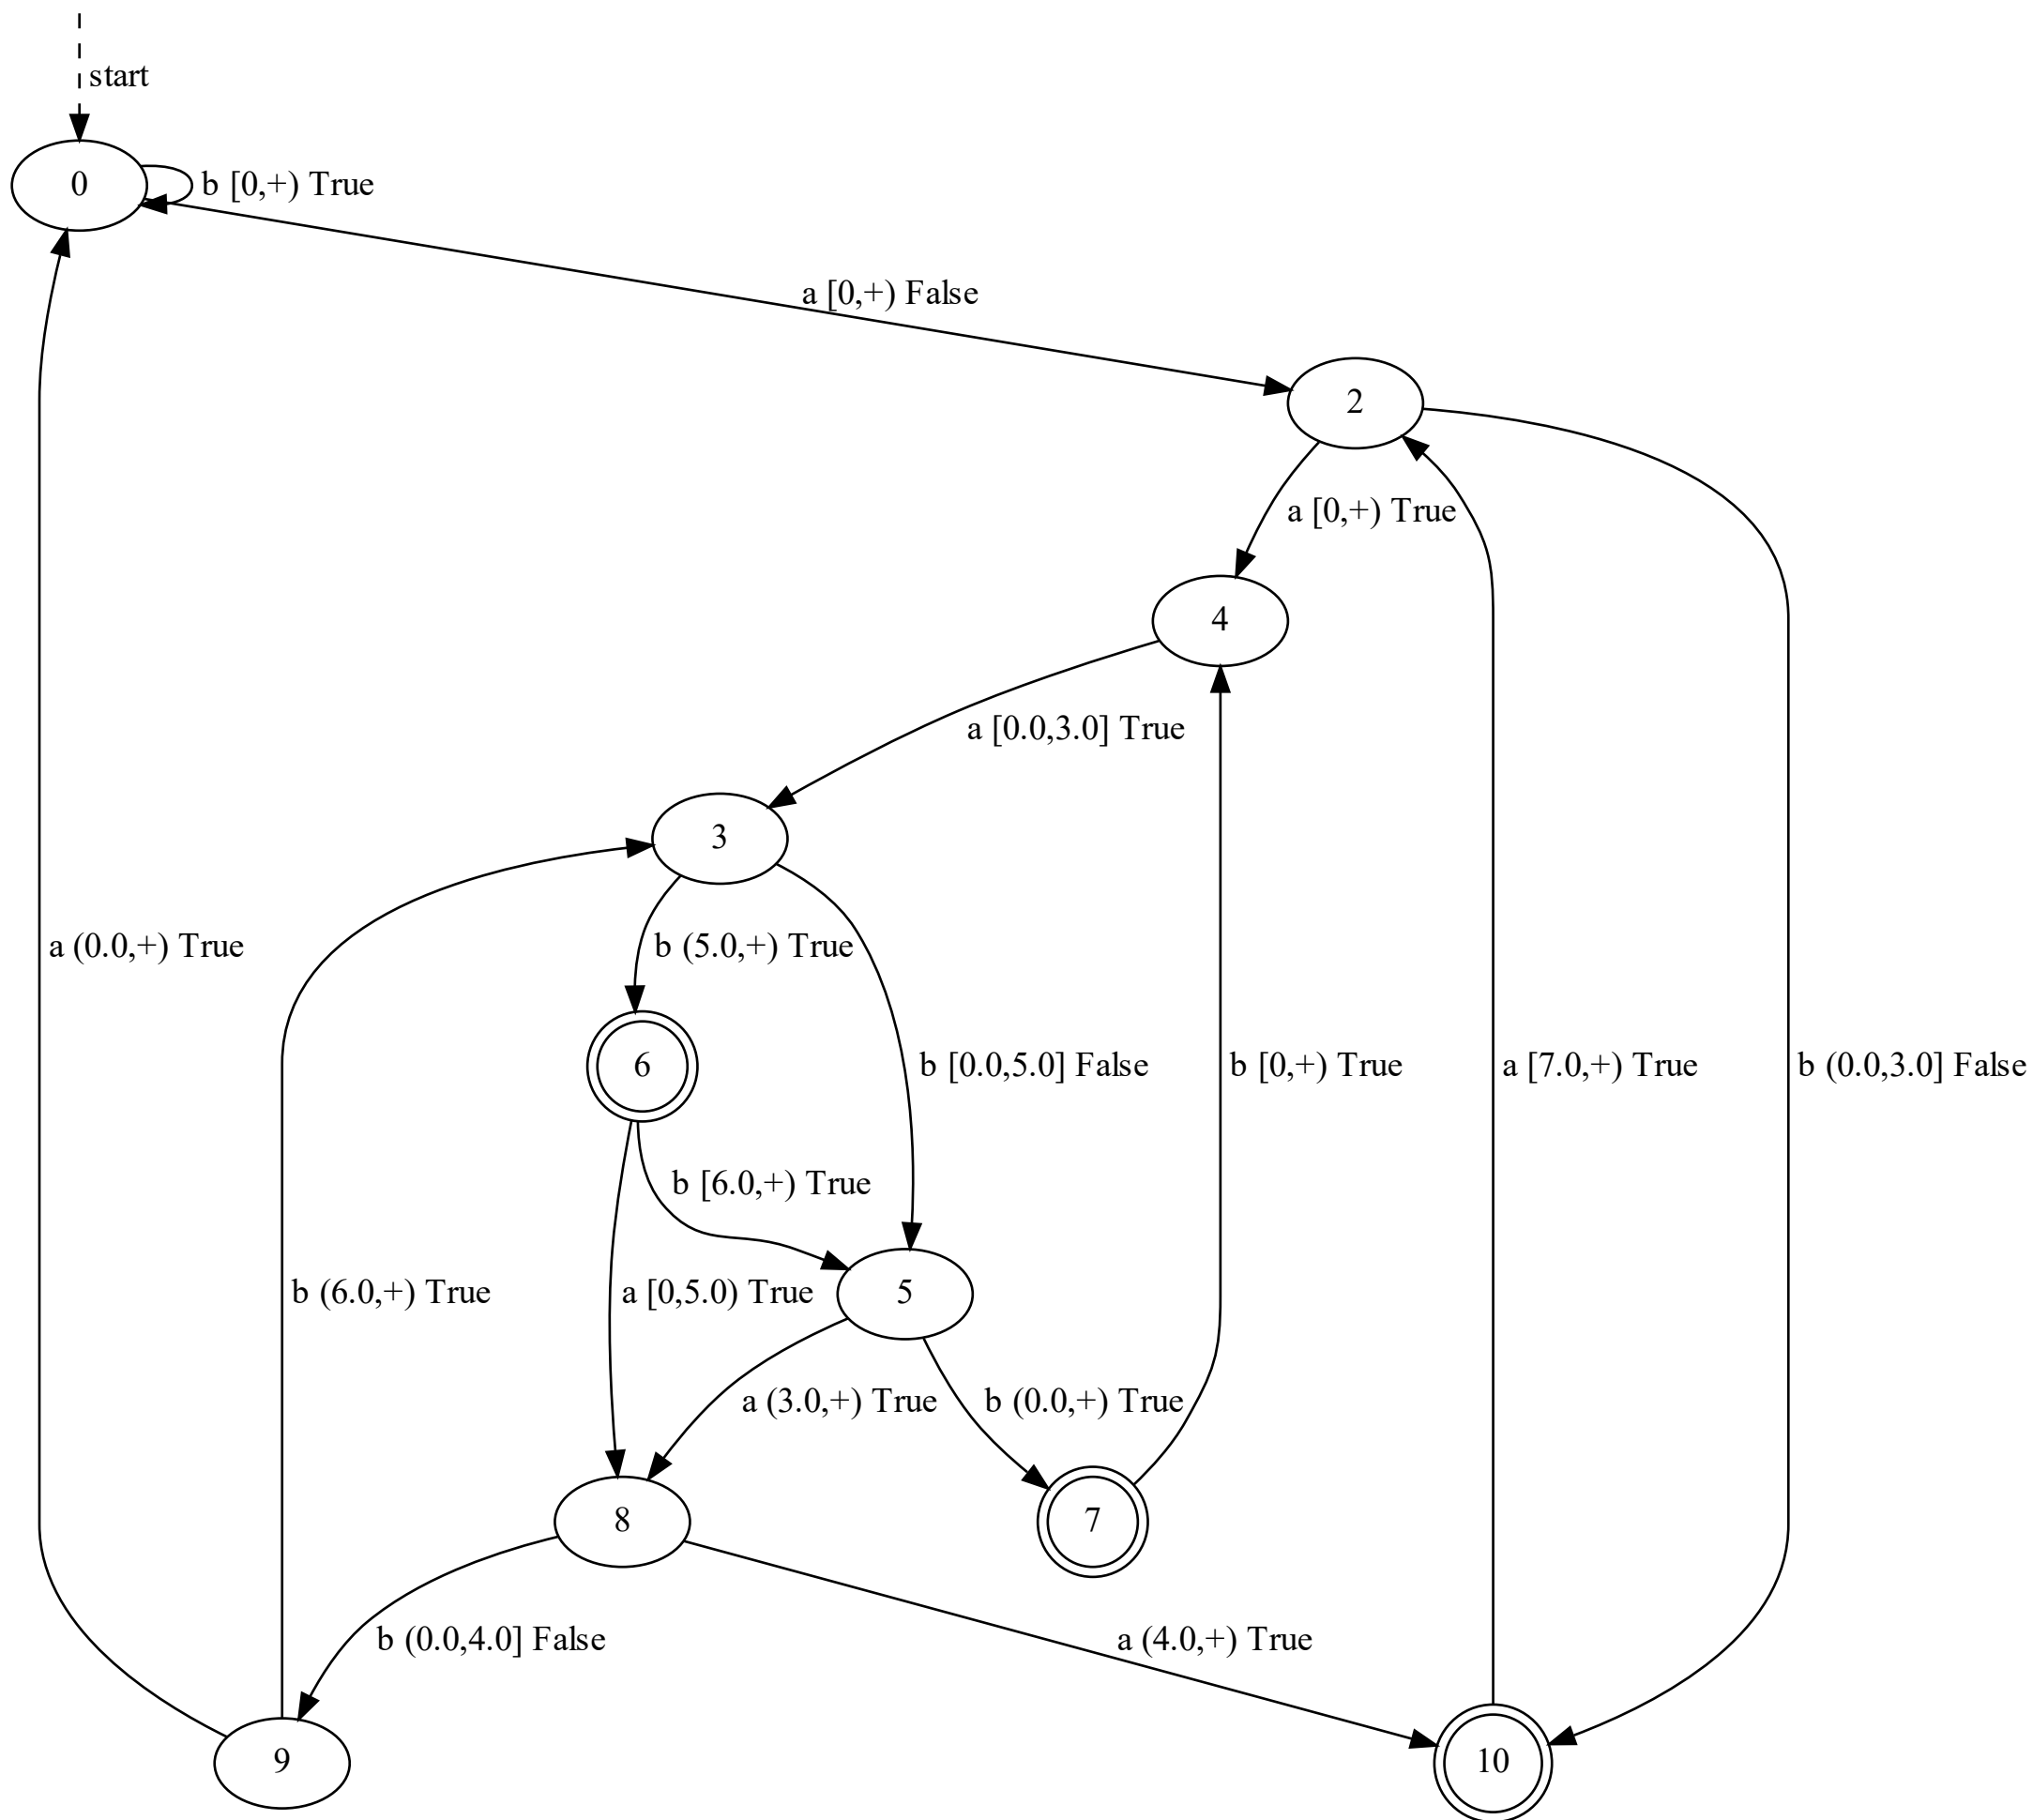 start
0
b [0,+) True
a [0,+) False
2
a [0,+) True
4
a [0.0,3.0] True
3
a (0.0,+) True
b (5.0,+) True
6
b [0.0,5.0] False
b [0,+) True
a [7.0,+) True
b (0.0,3.0] False
b [6.0,+) True
b (6.0,+) True
a [0,5.0) True
5
a (3.0,+) True
b (0.0,+) True
8
7
b (0.0,4.0] False
a (4.0,+) True
9
10